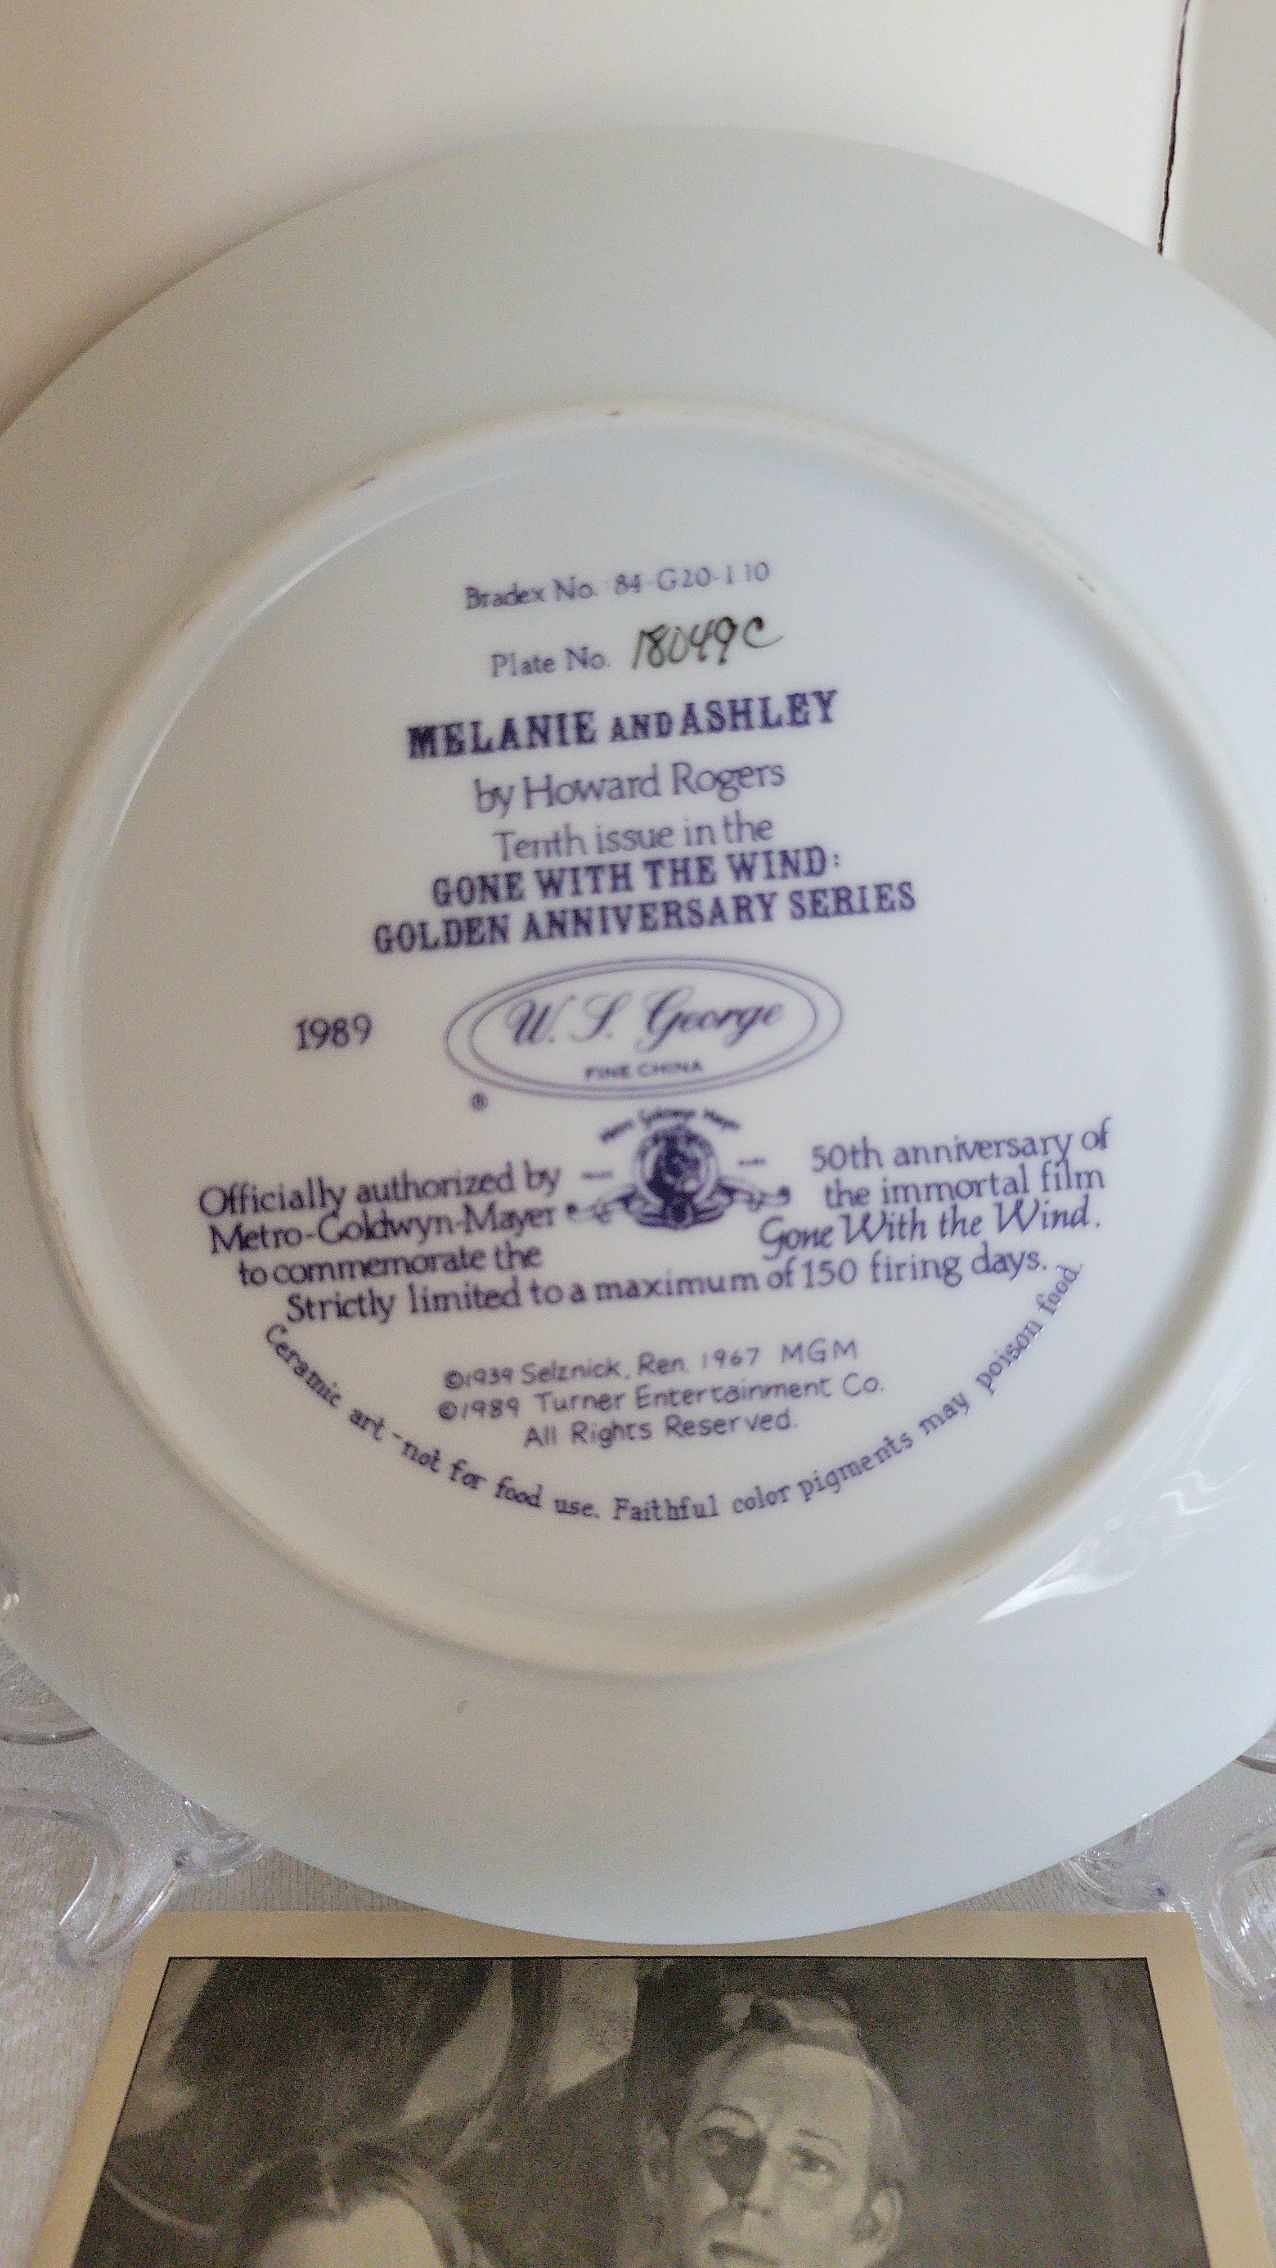 Bradex No. 84-G20-1 10
Plate No. 18049C
MELANIE AND ASHLEY
by Howard Rogers
Tenth issue in the
GONE WITH THE WIND:
GOLDEN ANNIVERSARY SERIES
1989
W. S. George
FINE CHINA
®
Metro Goldwyn Mayer
Officially authorized by
Metro-Goldwyn-Mayer
to commemorate the
50th anniversary of
the immortal film
Gone With the Wind.
Strictly limited to a maximum of 150 firing days.
©1939 Selznick, Ren. 1967 MGM
©1989 Turner Entertainment Co.
All Rights Reserved.
Ceramic art - not for food use. Faithful color pigments may poison food.